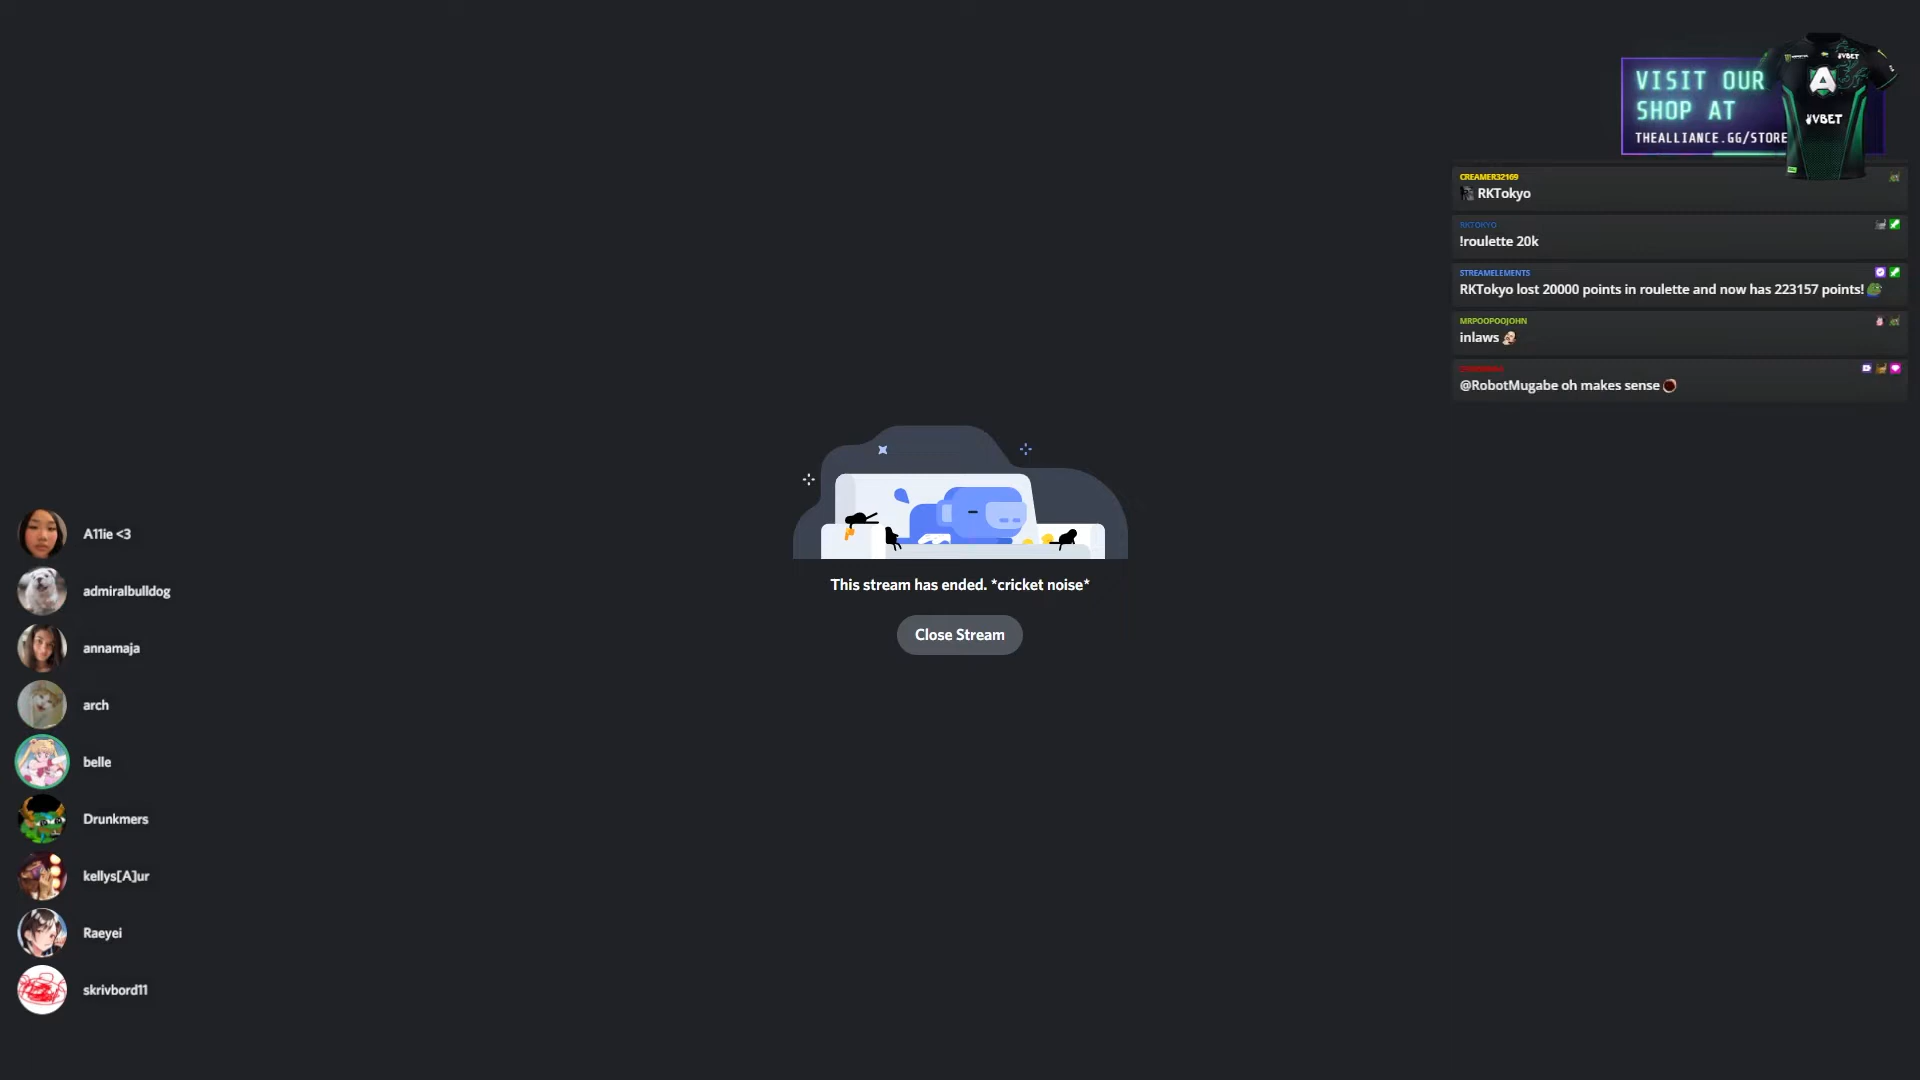 VISIT OUR
SHOP AT
THEALLIANCE.GG/STORE
VBET
VBET
CREAMER32169
RKTokyo
RKTOKYO
!roulette 20k
STREAMELEMENTS
RKTokyo lost 20000 points in roulette and now has 223157 points!
MRPOOPOOJOHN
inlaws
@RobotMugabe oh makes sense
This stream has ended. *cricket noise*
Close Stream
A11ie <3
admiralbulldog
annamaja
arch
belle
Drunkmers
kellys[A]ur
Raeyei
skrivbord11